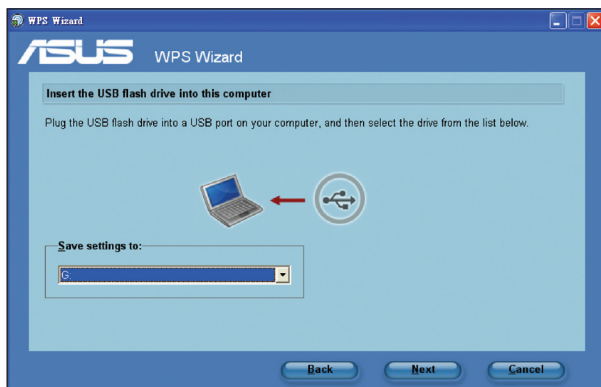 WPS Wizard
ASUS WPS Wizard
Insert the USB flash drive into this computer
Plug the USB flash drive into a USB port on your computer, and then select the drive from the list below.
Save settings to:
G:
Back Next Cancel